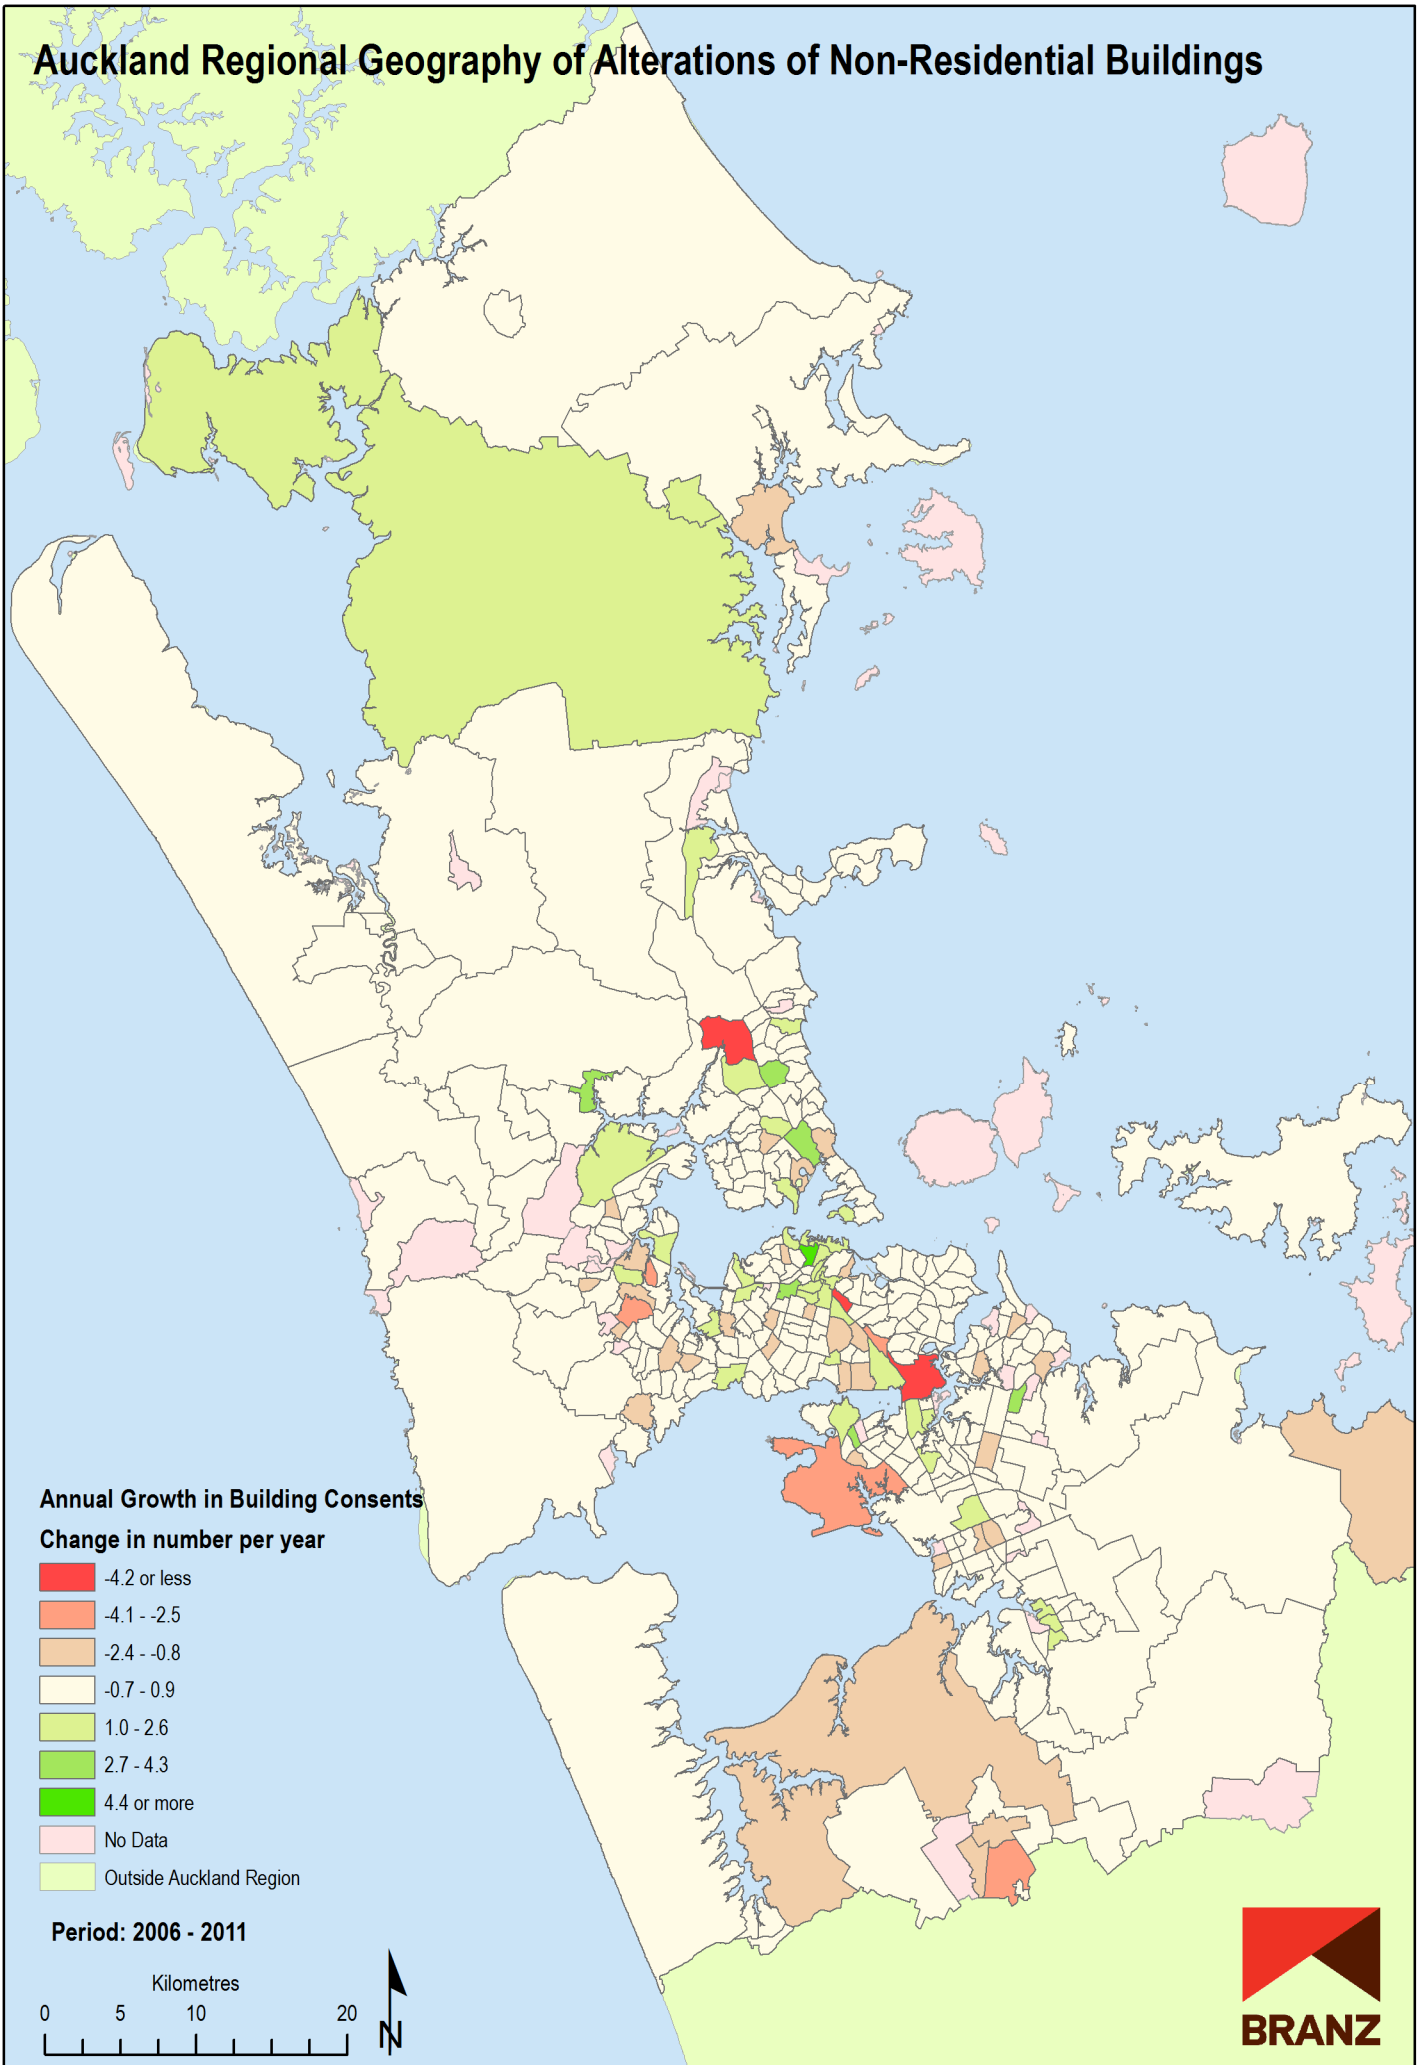 Auckland Regional Geography of Alterations of Non-Residential Buildings
Annual Growth in Building Consents
Change in number per year
-4.2 or less
-4.1 - -2.5
-2.4 - -0.8
-0.7 - 0.9
1.0 - 2.6
2.7 - 4.3
4.4 or more
No Data
Outside Auckland Region
Period: 2006 - 2011
Kilometres
0 5 10 20
N
BRANZ